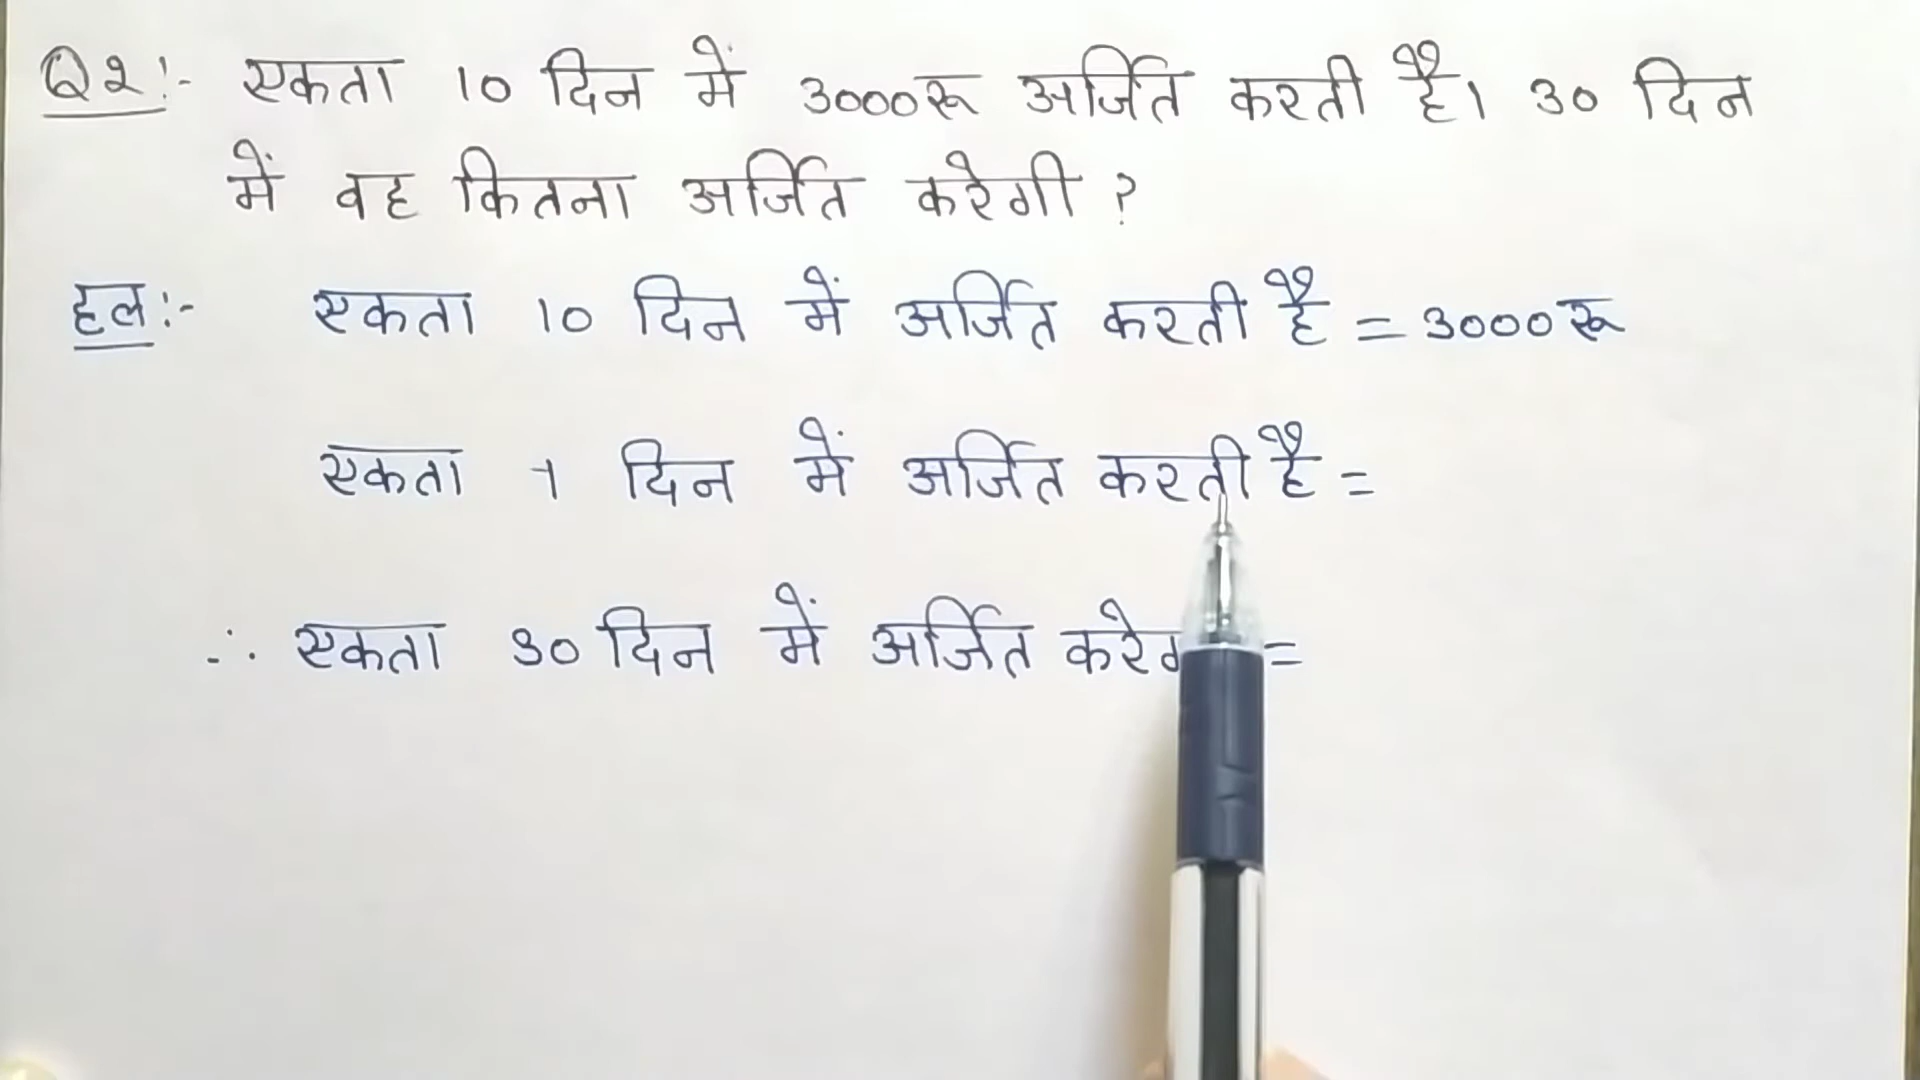 Q2:- एकता 10 दिन में 3000रू अर्जित करती है। 30 दिन
में वह कितना अर्जित करेगी ?
हल:- एकता 10 दिन में अर्जित करती है = 3000रू
एकता 1 दिन में अर्जित करती है =
∴ एकता 30 दिन में अर्जित =